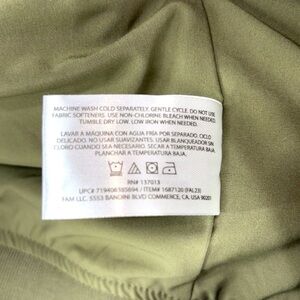 MACHINE WASH COLD SEPARATELY, GENTLE CYCLE. DO NOT USE
FABRIC SOFTENERS. USE NON-CHLORINE BLEACH WHEN NEEDED.
TUMBLE DRY LOW, LOW IRON WHEN NEEDED.
LAVAR A MÁQUINA CON AGUA FRÍA POR SEPARADO. CICLO
DELICADO. NO USAR SUAVIZANTES. USAR BLANQUEADOR SIN
CLORO CUANDO SEA NECESARIO. SECAR A TEMPERATURA BAJA.
PLANCHAR A TEMPERATURA BAJA.
RN# 137013
UPC# 719406385694 / ITEM# 1687120 (FAL23)
FAM LLC. 5553 BANDINI BLVD COMMERCE, CA, USA 90201